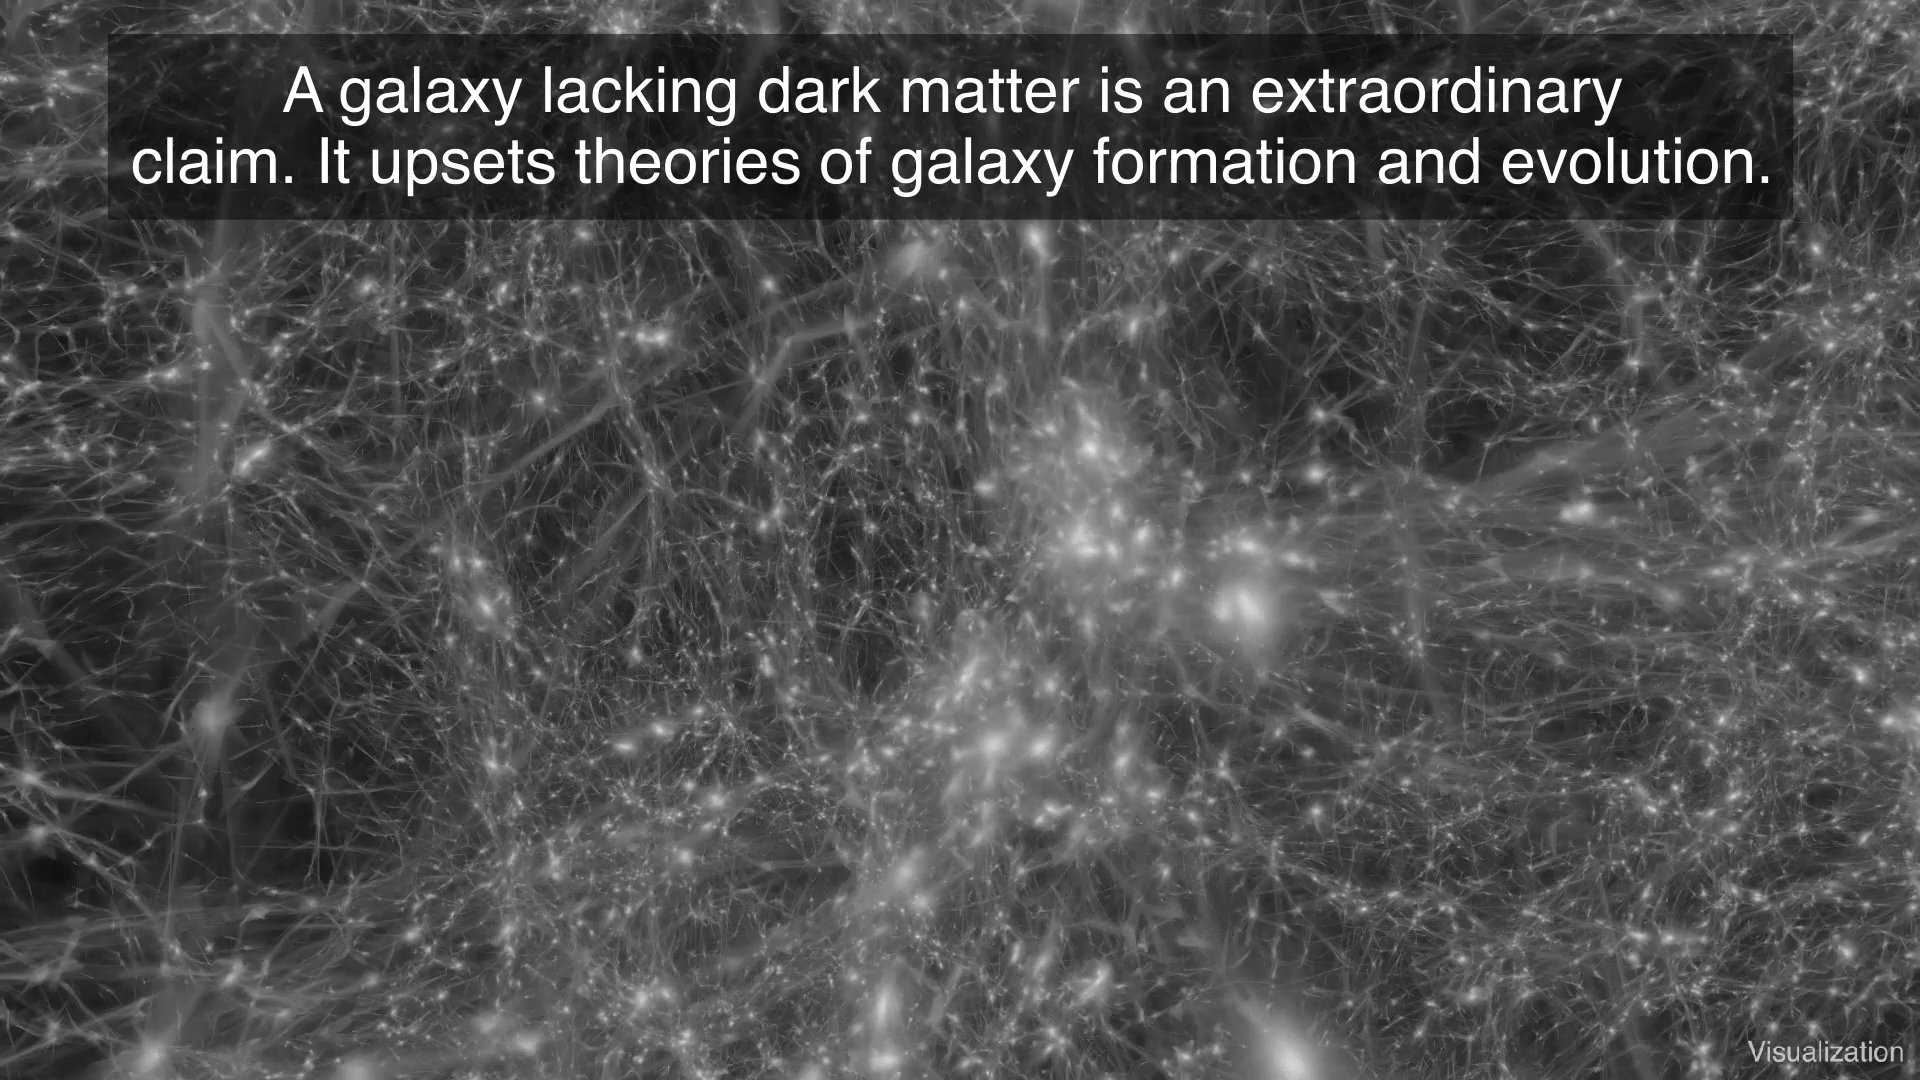 A galaxy lacking dark matter is an extraordinary
claim. It upsets theories of galaxy formation and evolution.
Visualization